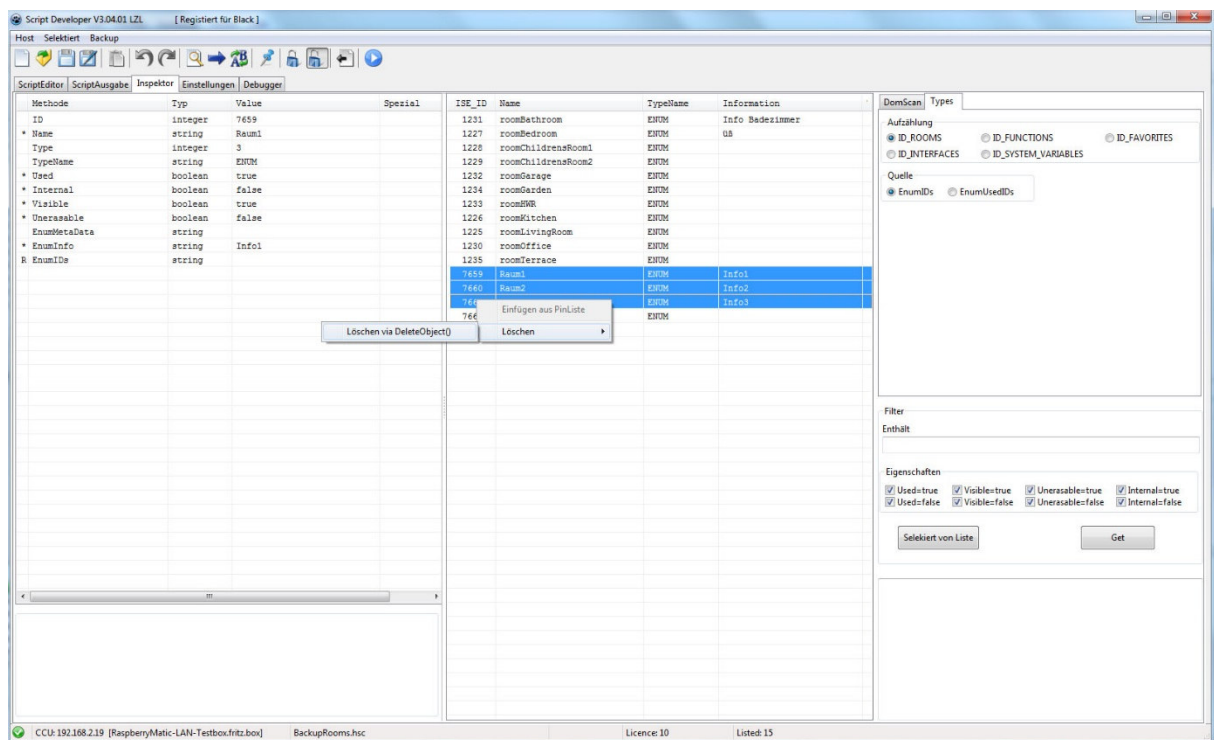 Script Developer V3.04.01 LZL [ Registiert für Black ]
Host Selektiert Backup
ScriptEditor ScriptAusgabe Inspektor Einstellungen Debugger
Methode Typ Value Spezial
ID integer 7659
* Name string Raum1
Type integer 3
TypeName string ENUM
* Used boolean true
* Internal boolean false
* Visible boolean true
* Unerasable boolean false
EnumMetaData string
* EnumInfo string Info1
R EnumIDs string
ISE_ID Name TypeName Information
1231 roomBathroom ENUM Info Badezimmer
1227 roomBedroom ENUM üß
1228 roomChildrensRoom1 ENUM
1229 roomChildrensRoom2 ENUM
1232 roomGarage ENUM
1234 roomGarden ENUM
1233 roomHWR ENUM
1226 roomKitchen ENUM
1225 roomLivingRoom ENUM
1230 roomOffice ENUM
1235 roomTerrace ENUM
7659 Raum1 ENUM Info1
7660 Raum2 ENUM Info2
ENUM Info3
ENUM
Einfügen aus PinListe
Löschen
Löschen via DeleteObject()
DomScan Types
Aufzählung
ID_ROOMS ID_FUNCTIONS ID_FAVORITES
ID_INTERFACES ID_SYSTEM_VARIABLES
Quelle
EnumIDs EnumUsedIDs
Filter
Enthält
Eigenschaften
Used=true Visible=true Unerasable=true Internal=true
Used=false Visible=false Unerasable=false Internal=false
Selekiert von Liste Get
CCU: 192.168.2.19 [RaspberryMatic-LAN-Testbox.fritz.box] BackupRooms.hsc Licence: 10 Listed: 15